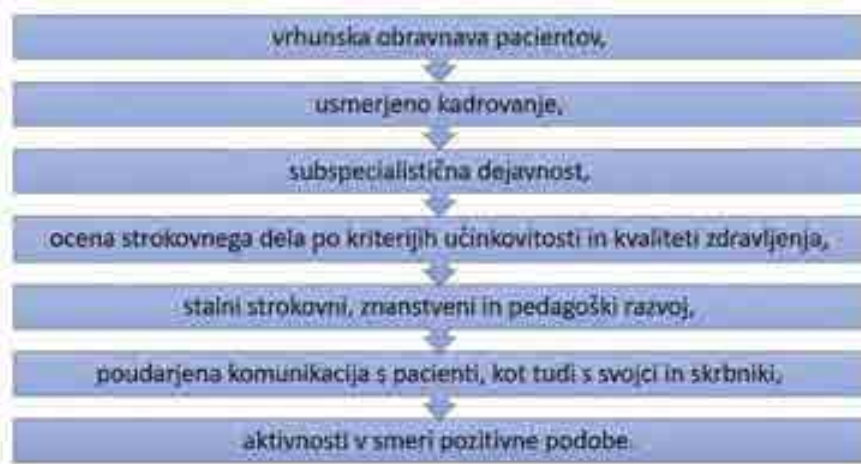 vrhunska obravnava pacientov,
usmerjeno kadrovanje,
subspecialistična dejavnost,
ocena strokovnega dela po kriterijih učinkovitosti in kvaliteti zdravljenja,
stalni strokovni, znanstveni in pedagoški razvoj,
poudarjena komunikacija s pacienti, kot tudi s svojci in skrbniki,
aktivnosti v smeri pozitivne podobe.